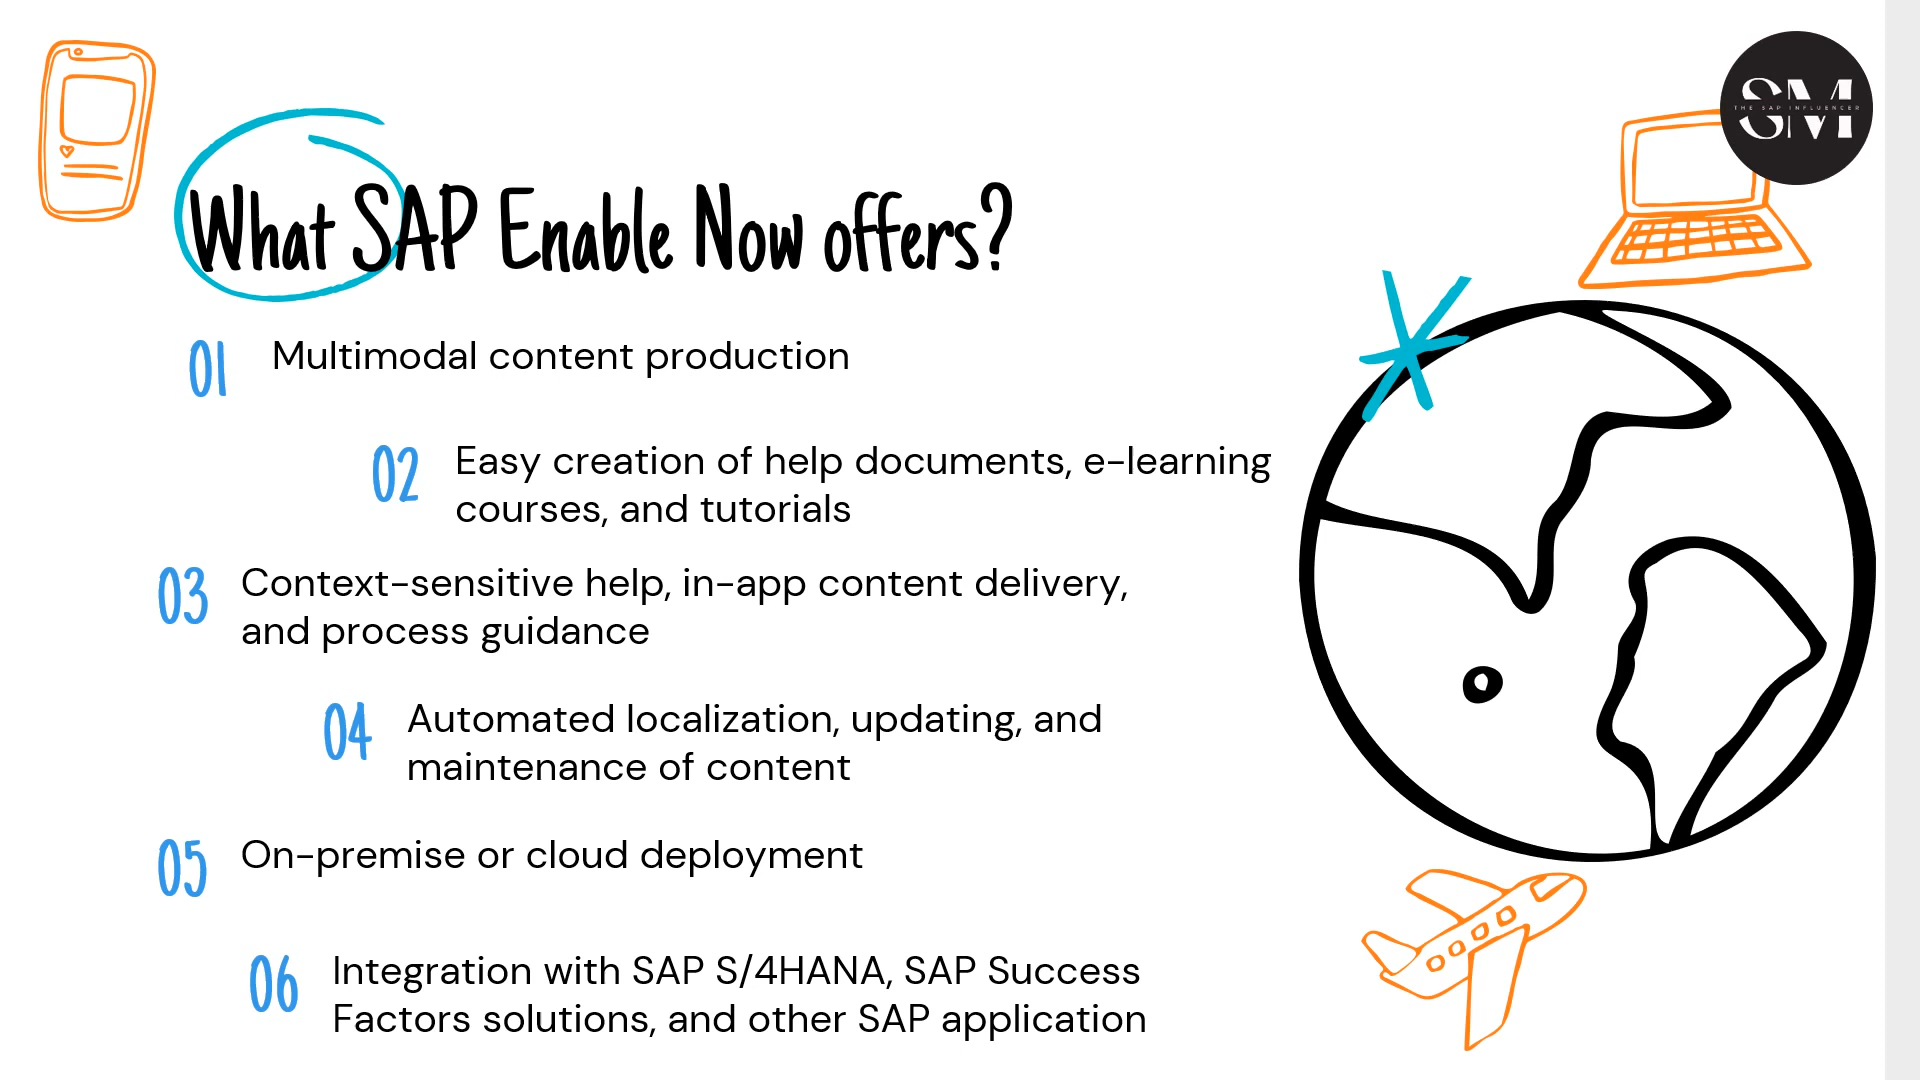 SM
THE SAP INFLUENCER
What SAP Enable Now offers?
01 Multimodal content production
02 Easy creation of help documents, e-learning
courses, and tutorials
03 Context-sensitive help, in-app content delivery,
and process guidance
04 Automated localization, updating, and
maintenance of content
05 On-premise or cloud deployment
06 Integration with SAP S/4HANA, SAP Success
Factors solutions, and other SAP application